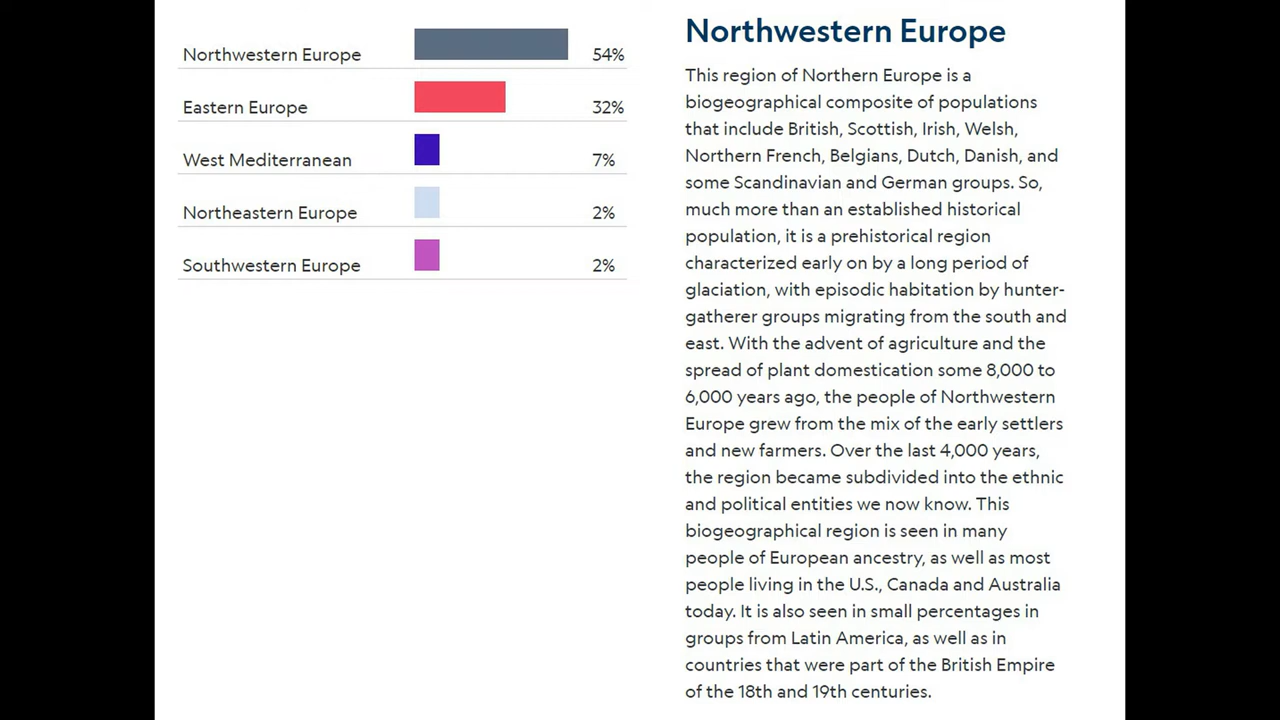 Northwestern Europe 54%
Eastern Europe 32%
West Mediterranean 7%
Northeastern Europe 2%
Southwestern Europe 2%
Northwestern Europe
This region of Northern Europe is a
biogeographical composite of populations
that include British, Scottish, Irish, Welsh,
Northern French, Belgians, Dutch, Danish, and
some Scandinavian and German groups. So,
much more than an established historical
population, it is a prehistorical region
characterized early on by a long period of
glaciation, with episodic habitation by hunter-
gatherer groups migrating from the south and
east. With the advent of agriculture and the
spread of plant domestication some 8,000 to
6,000 years ago, the people of Northwestern
Europe grew from the mix of the early settlers
and new farmers. Over the last 4,000 years,
the region became subdivided into the ethnic
and political entities we now know. This
biogeographical region is seen in many
people of European ancestry, as well as most
people living in the U.S., Canada and Australia
today. It is also seen in small percentages in
groups from Latin America, as well as in
countries that were part of the British Empire
of the 18th and 19th centuries.